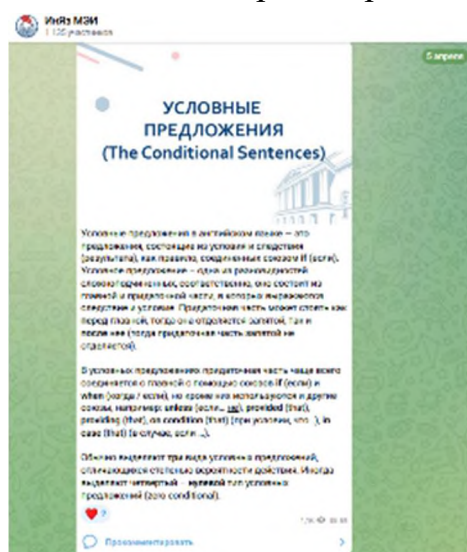 ИнЯз МЭИ
1 135 участников
5 апреля
УСЛОВНЫЕ
ПРЕДЛОЖЕНИЯ
(The Conditional Sentences)
Условные предложения в английском языке – это
предложения, состоящие из условия и следствия
(результата), как правило, соединенных союзом if (если).
Условное предложение – одна из разновидностей
сложноподчиненных, соответственно, оно состоит из
главной и придаточной части, в которых выражаются
следствие и условие. Придаточная часть может стоять как
перед главной, тогда она отделяется запятой, так и
после нее (тогда придаточная часть запятой не
отделяется).
В условных предложениях придаточная часть чаще всего
соединяется с главной с помощью союзов if (если) и
when (когда / если), но кроме них используются и другие
союзы, например: unless (если... не), provided (that),
providing (that), on condition (that) (при условии, что ..), in
case (that) (в случае, если ...).
Обычно выделяют три вида условных предложений,
отличающихся степенью вероятности действия. Иногда
выделяют четвертый – нулевой тип условных
предложений (zero conditional).
Прокомментировать